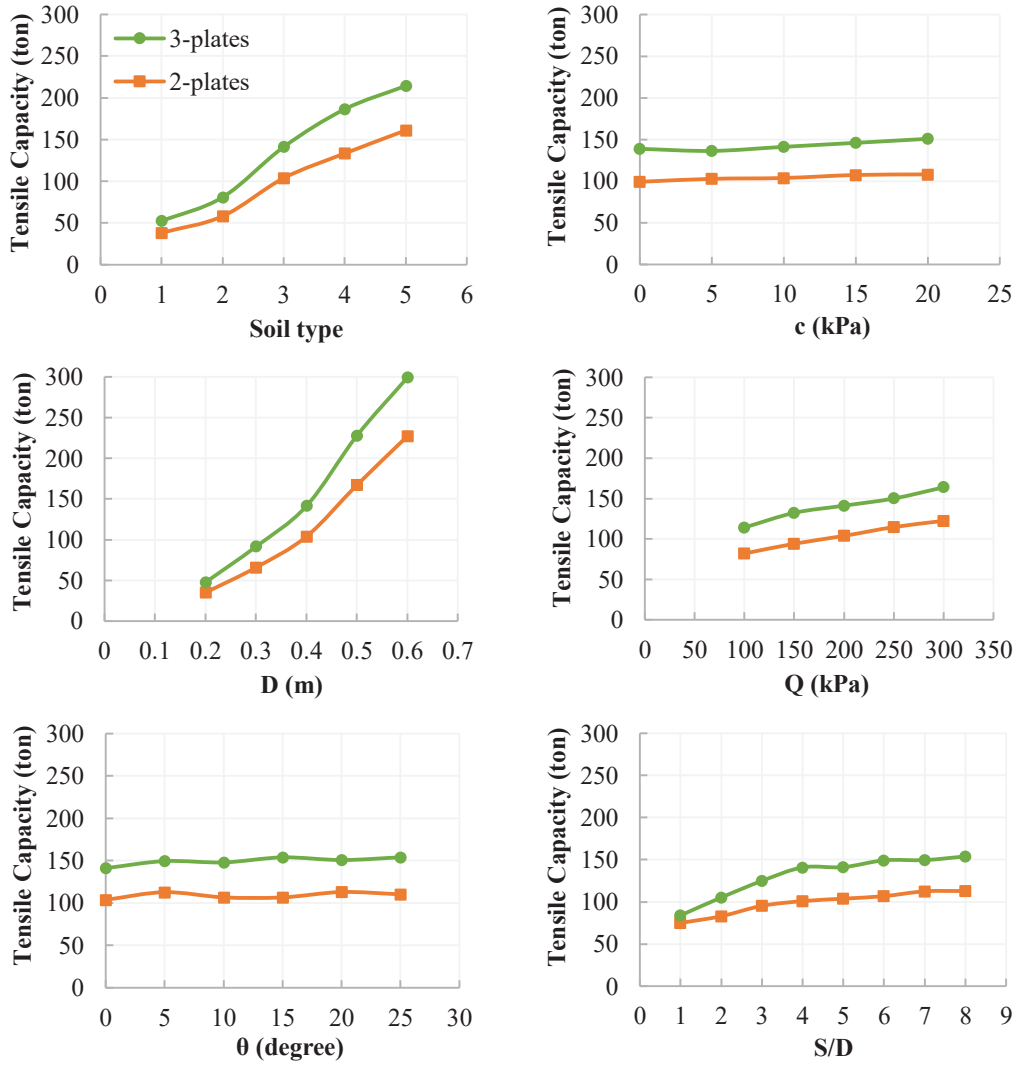 Tensile Capacity (ton)
300
250
200
150
100
50
0
3-plates
2-plates
0 1 2 3 4 5 6
Soil type
Tensile Capacity (ton)
300
250
200
150
100
50
0
0 5 10 15 20 25
c (kPa)
Tensile Capacity (ton)
300
250
200
150
100
50
0
0 0.1 0.2 0.3 0.4 0.5 0.6 0.7
D (m)
Tensile Capacity (ton)
300
250
200
150
100
50
0
0 50 100 150 200 250 300 350
Q (kPa)
Tensile Capacity (ton)
300
250
200
150
100
50
0
0 5 10 15 20 25 30
θ (degree)
Tensile Capacity (ton)
300
250
200
150
100
50
0
0 1 2 3 4 5 6 7 8 9
S/D